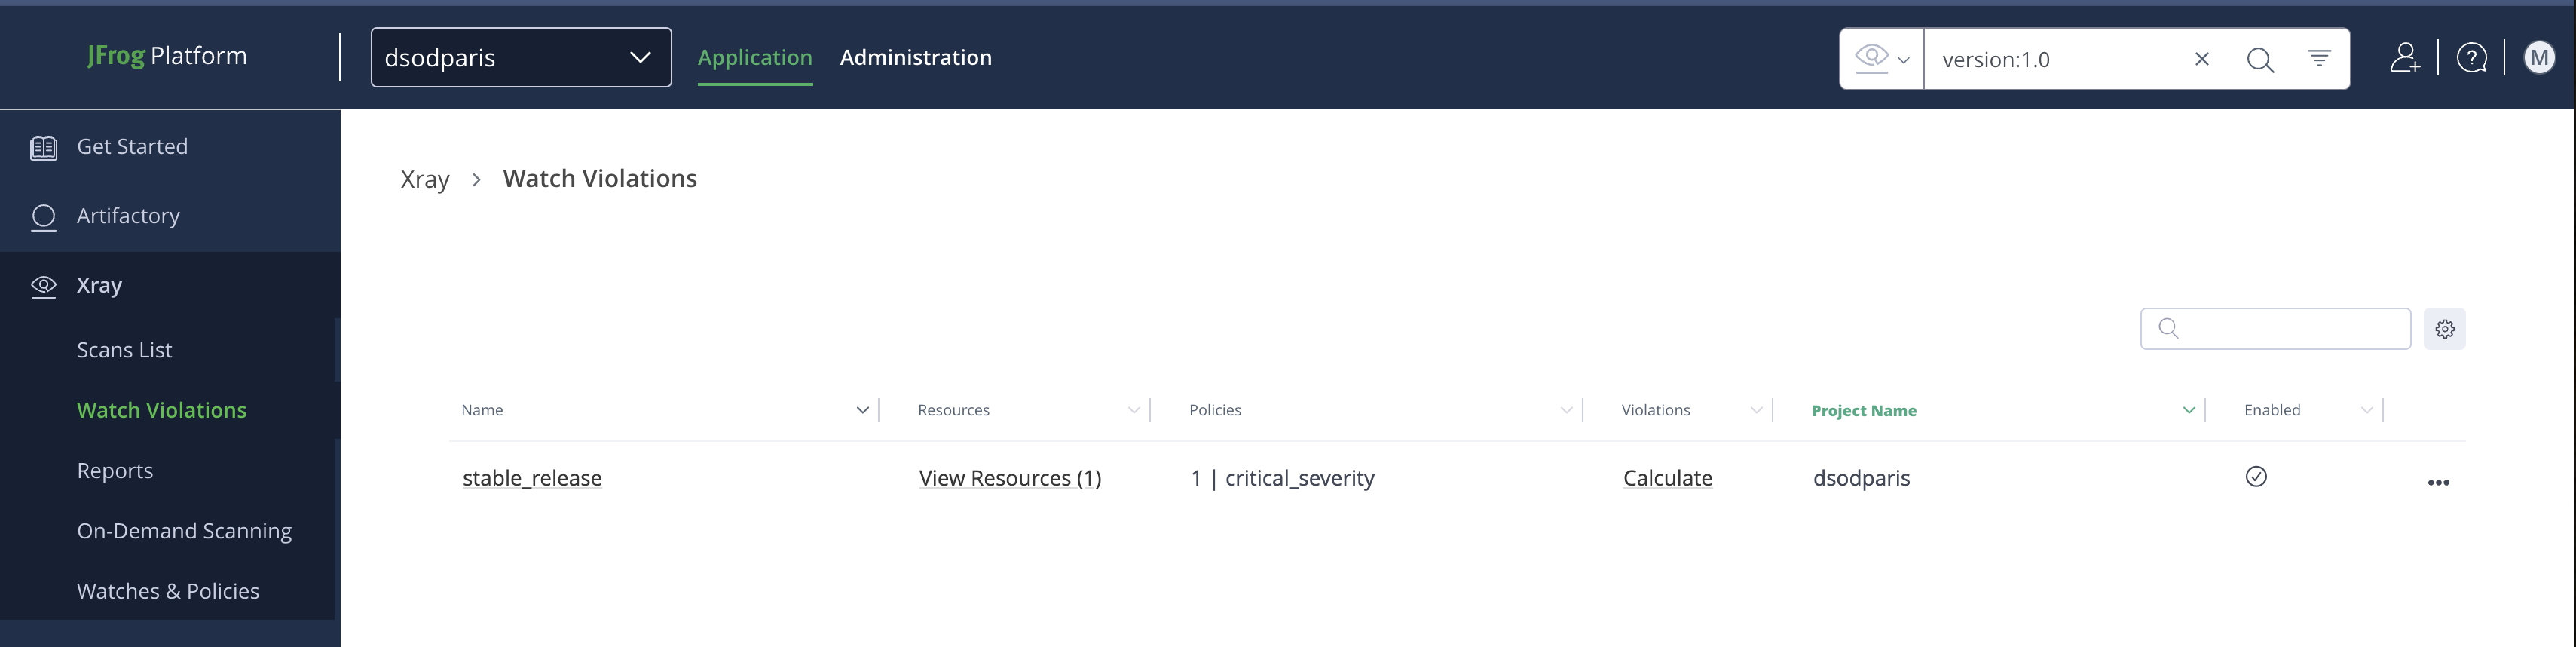 JFrog Platform
dsodparis
Application
Administration
version:1.0
M
Get Started
Artifactory
Xray
Scans List
Watch Violations
Reports
On-Demand Scanning
Watches & Policies
Xray > Watch Violations
Name Resources Policies Violations Project Name Enabled
stable_release View Resources (1) 1 | critical_severity Calculate dsodparis